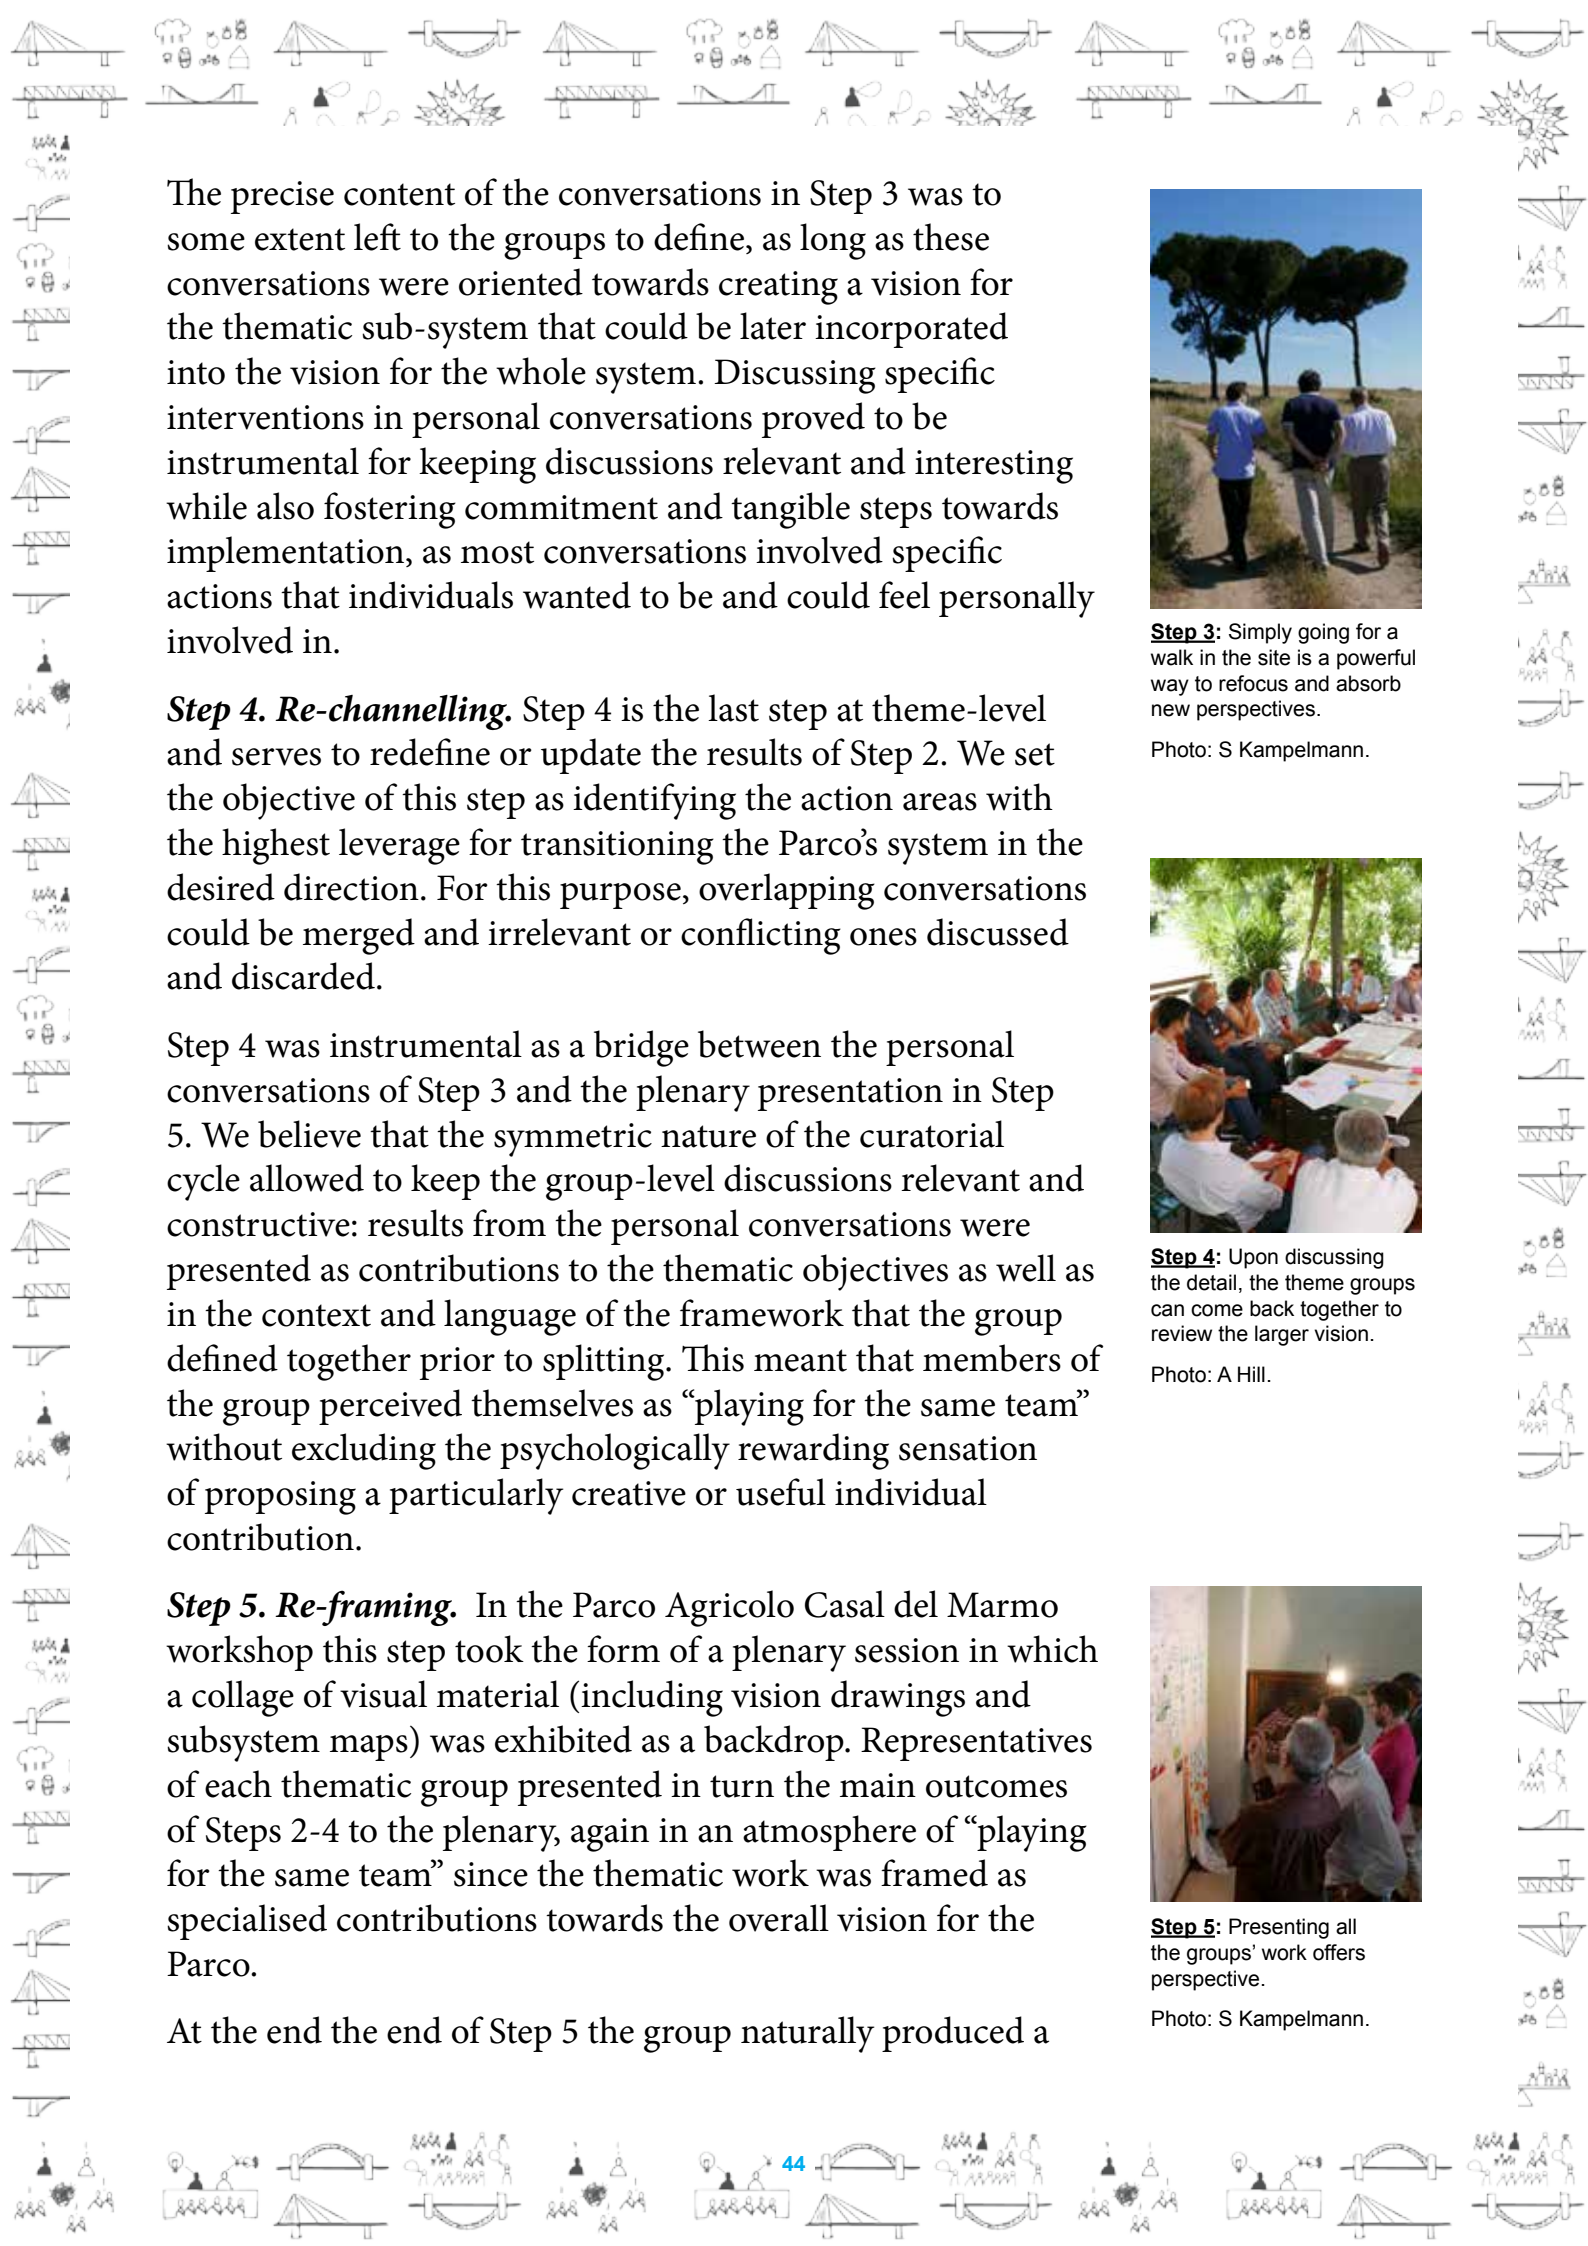 The precise content of the conversations in Step 3 was to
some extent left to the groups to define, as long as these
conversations were oriented towards creating a vision for
the thematic sub-system that could be later incorporated
into the vision for the whole system. Discussing specific
interventions in personal conversations proved to be
instrumental for keeping discussions relevant and interesting
while also fostering commitment and tangible steps towards
implementation, as most conversations involved specific
actions that individuals wanted to be and could feel personally
involved in.
Step 4. Re-channelling. Step 4 is the last step at theme-level
and serves to redefine or update the results of Step 2. We set
the objective of this step as identifying the action areas with
the highest leverage for transitioning the Parco’s system in the
desired direction. For this purpose, overlapping conversations
could be merged and irrelevant or conflicting ones discussed
and discarded.
Step 4 was instrumental as a bridge between the personal
conversations of Step 3 and the plenary presentation in Step
5. We believe that the symmetric nature of the curatorial
cycle allowed to keep the group-level discussions relevant and
constructive: results from the personal conversations were
presented as contributions to the thematic objectives as well as
in the context and language of the framework that the group
defined together prior to splitting. This meant that members of
the group perceived themselves as “playing for the same team”
without excluding the psychologically rewarding sensation
of proposing a particularly creative or useful individual
contribution.
Step 5. Re-framing. In the Parco Agricolo Casal del Marmo
workshop this step took the form of a plenary session in which
a collage of visual material (including vision drawings and
subsystem maps) was exhibited as a backdrop. Representatives
of each thematic group presented in turn the main outcomes
of Steps 2-4 to the plenary, again in an atmosphere of “playing
for the same team” since the thematic work was framed as
specialised contributions towards the overall vision for the
Parco.
At the end the end of Step 5 the group naturally produced a
Step 3: Simply going for a
walk in the site is a powerful
way to refocus and absorb
new perspectives.
Photo: S Kampelmann.
Step 4: Upon discussing
the detail, the theme groups
can come back together to
review the larger vision.
Photo: A Hill.
Step 5: Presenting all
the groups’ work offers
perspective.
Photo: S Kampelmann.
44